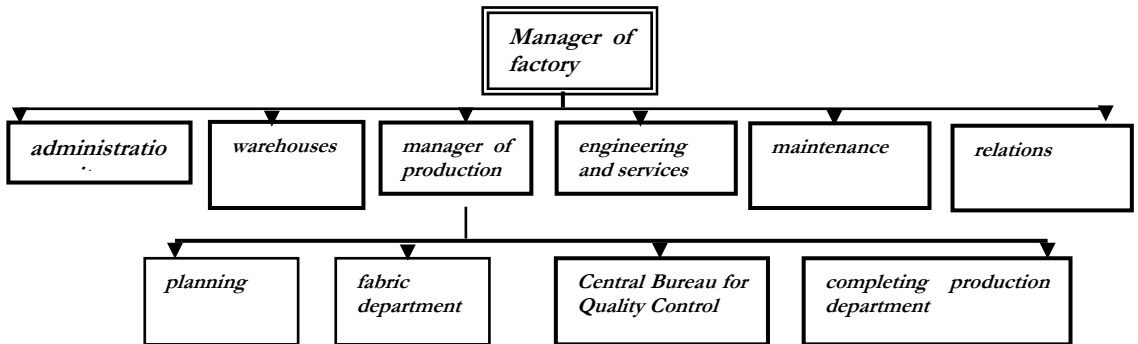 Manager of
factory
administratio
warehouses
manager of
production
engineering
and services
maintenance
relations
planning
fabric
department
Central Bureau for
Quality Control
completing production
department